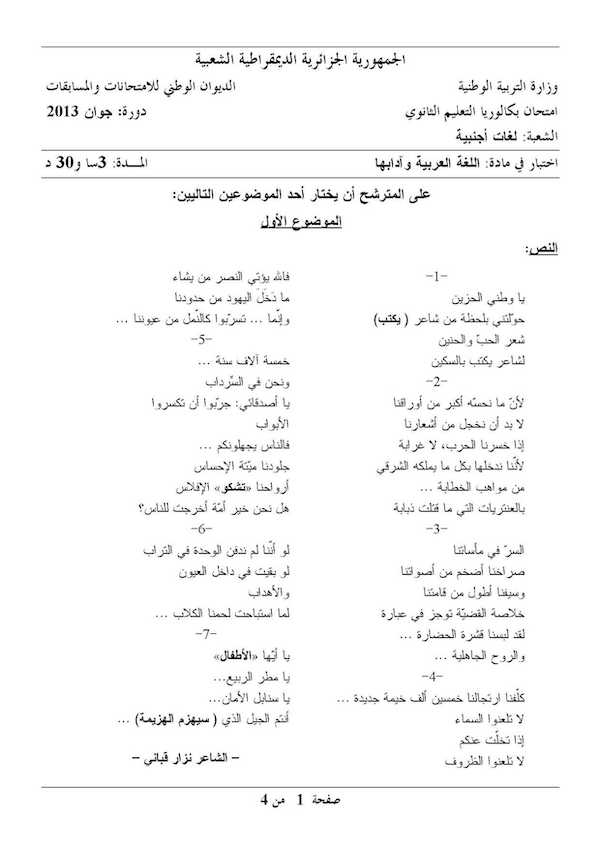 الجمهورية الجزائرية الديمقراطية الشعبية
وزارة التربية الوطنية
الديوان الوطني للامتحانات والمسابقات
امتحان بكالوريا التعليم الثانوي
دورة: جوان 2013
الشعبة: لغات أجنبية
اختبار في مادة: اللغة العربية وآدابها
المــدة: 3سا و30 د
على المترشح أن يختار أحد الموضوعين التاليين:
الموضوع الأول
النص:
-1-
يا وطني الحزين
حوّلتني بلحظة من شاعر ( يكتب)
شعر الحبّ والحنين
لشاعر يكتب بالسكين
-2-
لأنّ ما نحسّه أكبر من أوراقنا
لا بد أن نخجل من أشعارنا
إذا خسرنا الحرب، لا غرابة
لأنّنا ندخلها بكل ما يملكه الشرقي
من مواهب الخطابة ...
بالعنتريات التي ما قتلت ذبابة
-3-
السرّ في مأساتنا
صراخنا أضخم من أصواتنا
وسيفنا أطول من قامتنا
خلاصة القضيّة توجز في عبارة
لقد لبسنا قشرة الحضارة ...
والروح الجاهلية ...
-4-
كلّفنا ارتجالنا خمسين ألف خيمة جديدة ...
لا تلعنوا السماء
إذا تخلّت عنكم
لا تلعنوا الظروف
فالله يؤتي النصر من يشاء
ما دَخَلَ اليهود من حدودنا
وإنّما ... تسرّبوا كالنّمل من عيوننا ...
-5-
خمسة آلاف سنة ...
ونحن في السِّرداب
يا أصدقائي: جرّبوا أن تكسروا
الأبواب
فالناس يجهلونكم ...
جلودنا ميّتة الإحساس
أرواحنا «تشكو» الإفلاس
هل نحن خير أمّة أخرجت للناس؟
-6-
لو أنّنا لم ندفن الوحدة في التراب
لو بقيت في داخل العيون
والأهداب
لما استباحت لحمنا الكلاب ...
-7-
يا أيّها «الأطفال»
يا مطر الربيع...
يا سنابل الأمان...
أنتم الجيل الذي ( سيهزم الهزيمة) ...
– الشاعر نزار قباني –
صفحة 1 من 4